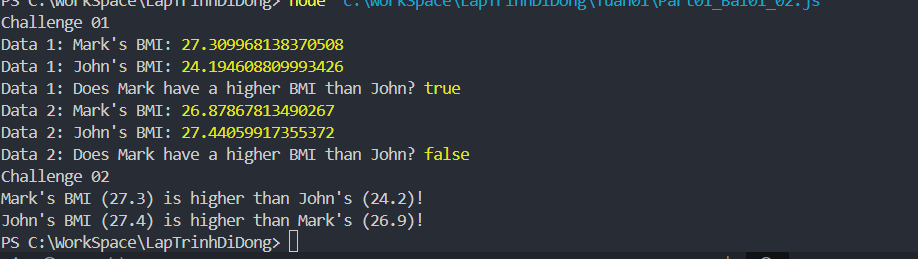 PS C:\WorkSpace\LapTrinhDiDong> node "c:\WorkSpace\LapTrinhDiDong\Tuan01\Part01_Bai01_02.js"
Challenge 01
Data 1: Mark's BMI: 27.309968138370508
Data 1: John's BMI: 24.194608809993426
Data 1: Does Mark have a higher BMI than John? true
Data 2: Mark's BMI: 26.87867813490267
Data 2: John's BMI: 27.44059917355372
Data 2: Does Mark have a higher BMI than John? false
Challenge 02
Mark's BMI (27.3) is higher than John's (24.2)!
John's BMI (27.4) is higher than Mark's (26.9)!
PS C:\WorkSpace\LapTrinhDiDong>